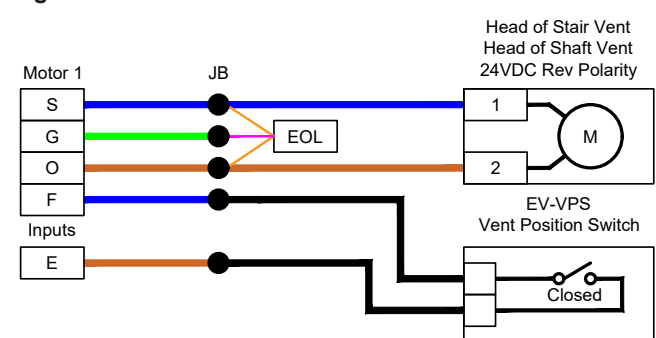 Head of Stair Vent
Head of Shaft Vent
24VDC Rev Polarity
Motor 1
JB
S
1
G
EOL
M
O
2
F
EV-VPS
Vent Position Switch
Inputs
E
Closed